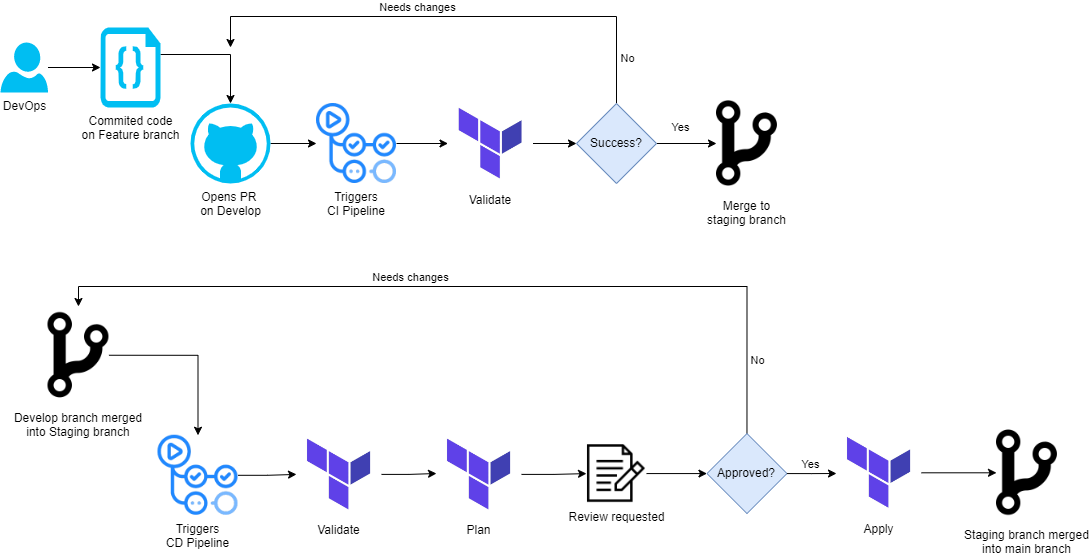 Needs changes
DevOps
Commited code
on Feature branch
No
Success?
Yes
Opens PR
on Develop
Triggers
CI Pipeline
Validate
Merge to
staging branch
Needs changes
No
Develop branch merged
into Staging branch
Approved?
Yes
Triggers
CD Pipeline
Validate
Plan
Review requested
Apply
Staging branch merged
into main branch